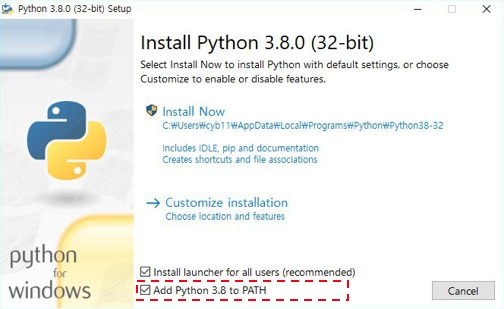 Python 3.8.0 (32-bit) Setup
Install Python 3.8.0 (32-bit)
Select Install Now to install Python with default settings, or choose
Customize to enable or disable features.
Install Now
C:₩Users₩cyb11₩AppData₩Local₩Programs₩Python₩Python38-32
Includes IDLE, pip and documentation
Creates shortcuts and file associations
Customize installation
Choose location and features
python
for
windows
Install launcher for all users (recommended)
Add Python 3.8 to PATH
Cancel